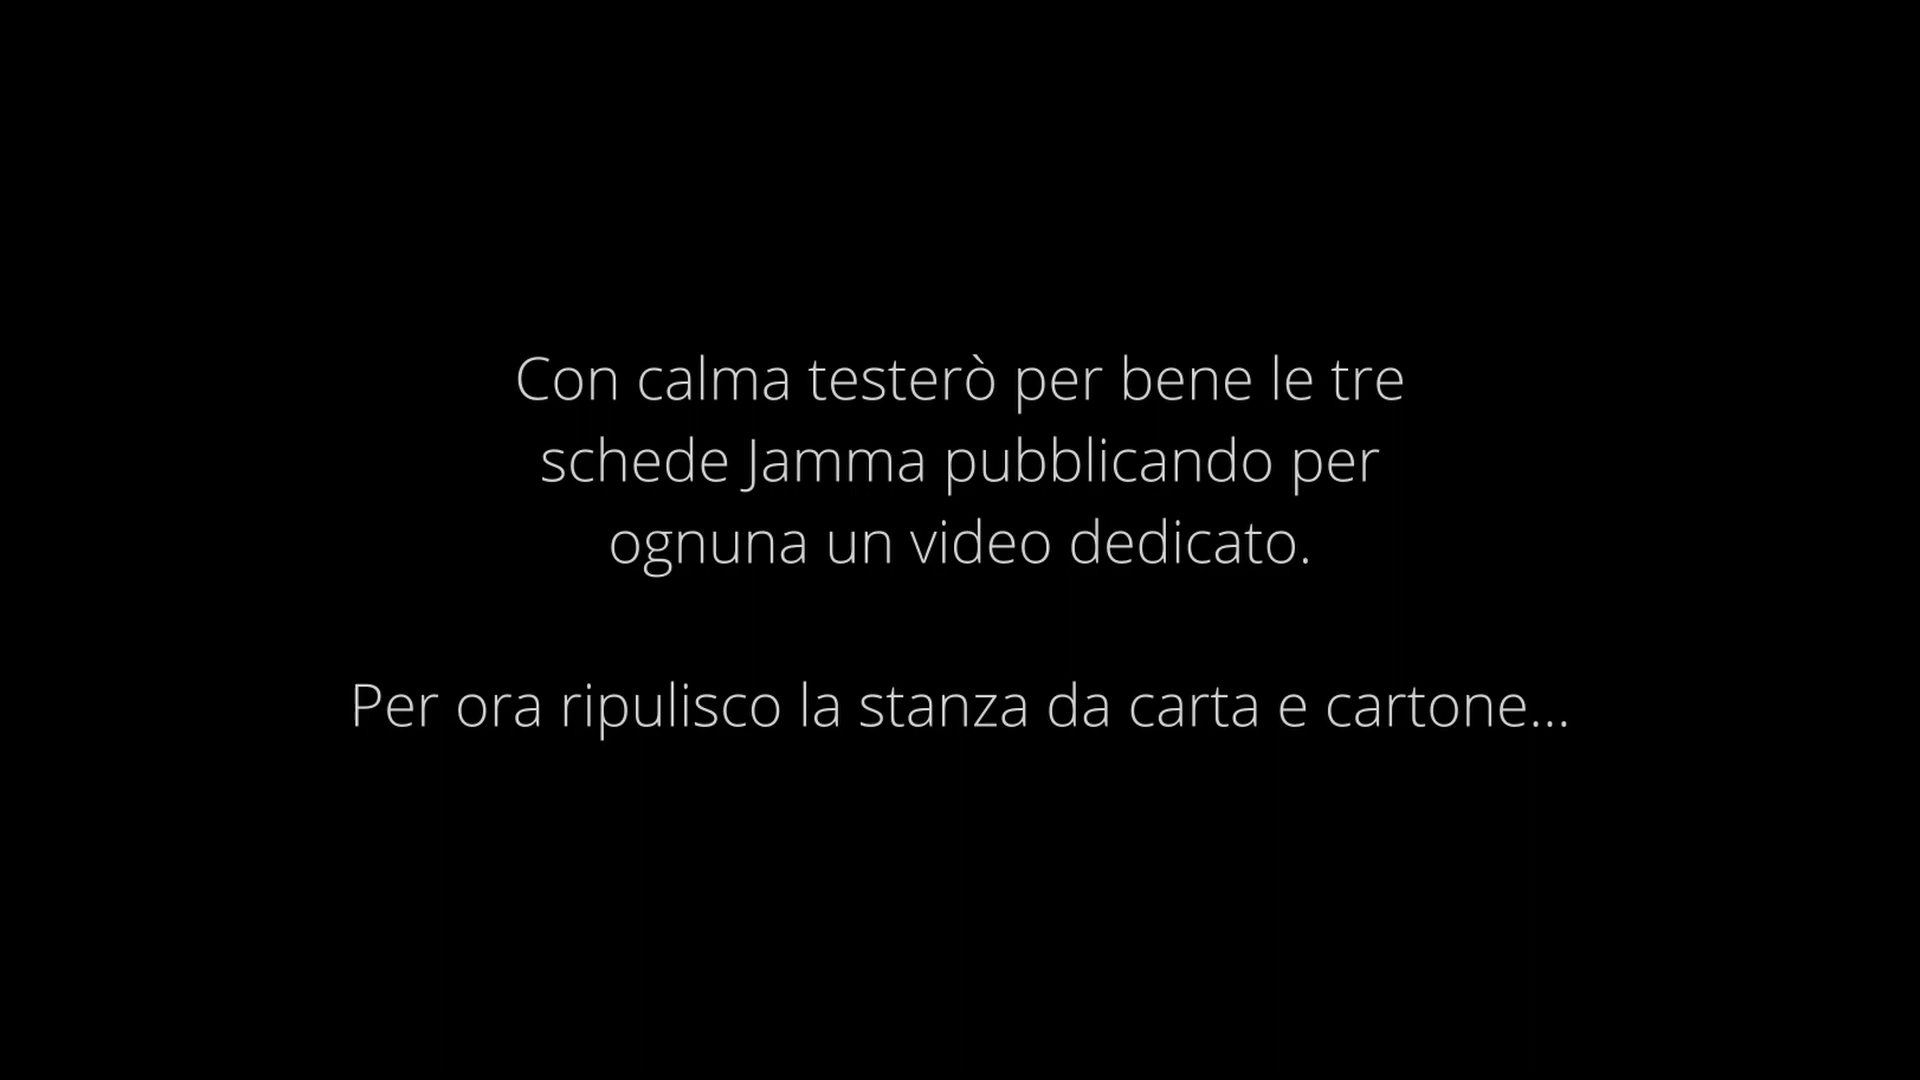 Con calma testerò per bene le tre
schede Jamma pubblicando per
ognuna un video dedicato.
Per ora ripulisco la stanza da carta e cartone...